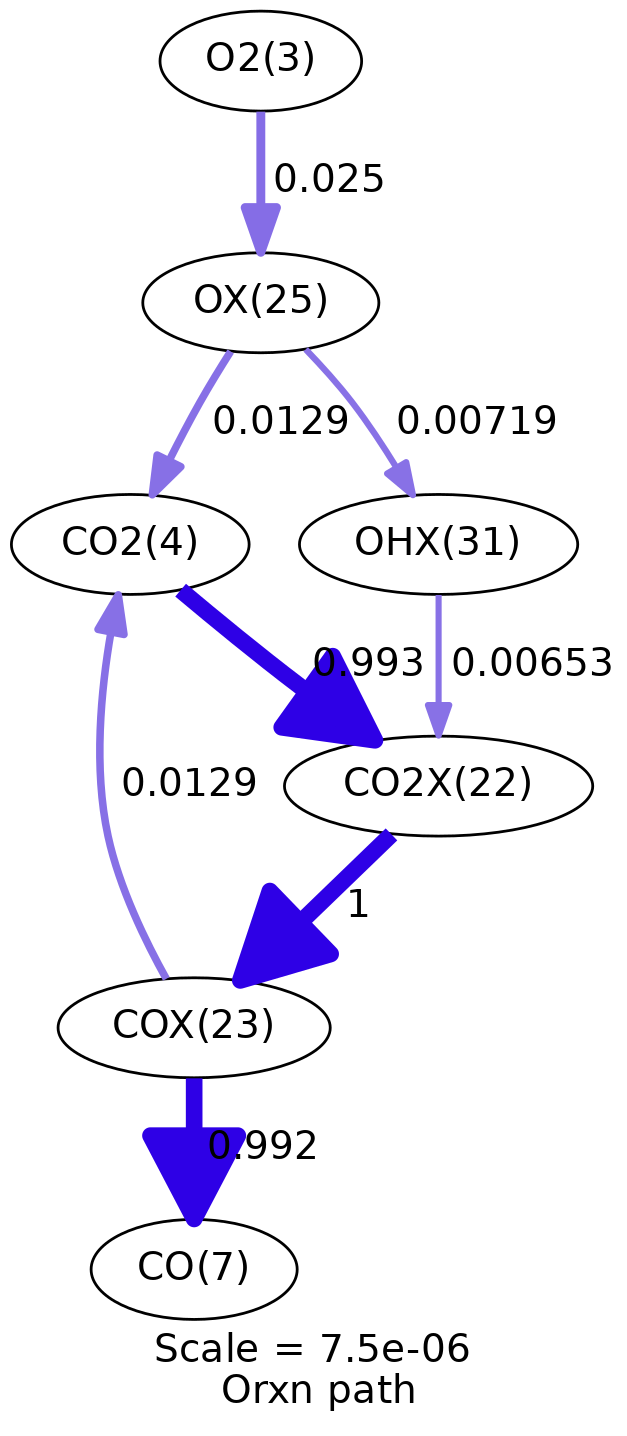 O2(3)
0.025
OX(25)
0.0129
0.00719
CO2(4)
OHX(31)
0.993
0.00653
CO2X(22)
0.0129
1
COX(23)
0.992
CO(7)
Scale = 7.5e-06
Orxn path